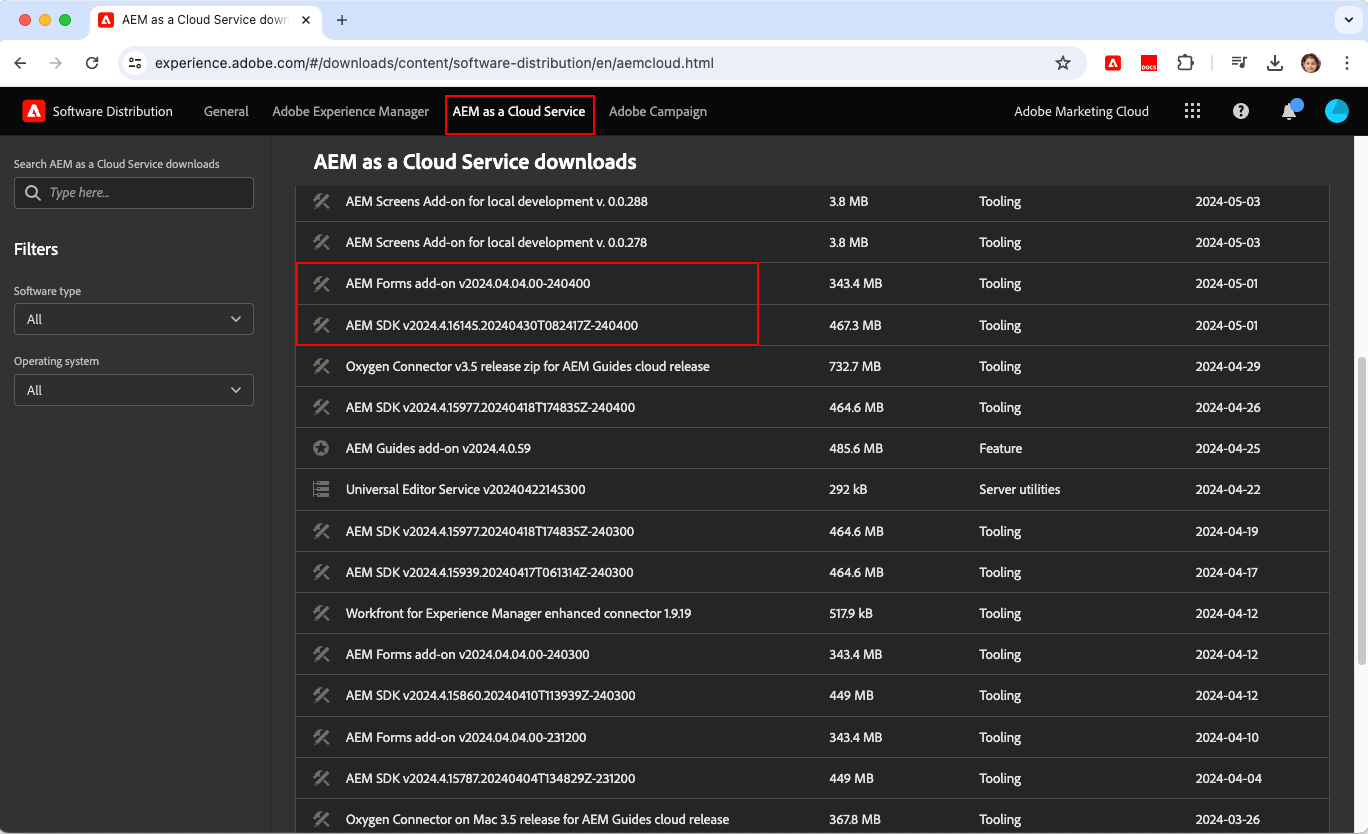 AEM as a Cloud Service down
experience.adobe.com/#/downloads/content/software-distribution/en/aemcloud.html
DOCS
Software Distribution General Adobe Experience Manager AEM as a Cloud Service Adobe Campaign Adobe Marketing Cloud
Search AEM as a Cloud Service downloads
Type here...
Filters
Software type
All
Operating system
All
AEM as a Cloud Service downloads
AEM Screens Add-on for local development v. 0.0.288 3.8 MB Tooling 2024-05-03
AEM Screens Add-on for local development v. 0.0.278 3.8 MB Tooling 2024-05-03
AEM Forms add-on v2024.04.04.00-240400 343.4 MB Tooling 2024-05-01
AEM SDK v2024.4.16145.20240430T082417Z-240400 467.3 MB Tooling 2024-05-01
Oxygen Connector v3.5 release zip for AEM Guides cloud release 732.7 MB Tooling 2024-04-29
AEM SDK v2024.4.15977.20240418T174835Z-240400 464.6 MB Tooling 2024-04-26
AEM Guides add-on v2024.4.0.59 485.6 MB Feature 2024-04-25
Universal Editor Service v20240422145300 292 kB Server utilities 2024-04-22
AEM SDK v2024.4.15977.20240418T174835Z-240300 464.6 MB Tooling 2024-04-19
AEM SDK v2024.4.15939.20240417T061314Z-240300 464.6 MB Tooling 2024-04-17
Workfront for Experience Manager enhanced connector 1.9.19 517.9 kB Tooling 2024-04-12
AEM Forms add-on v2024.04.04.00-240300 343.4 MB Tooling 2024-04-12
AEM SDK v2024.4.15860.20240410T113939Z-240300 449 MB Tooling 2024-04-12
AEM Forms add-on v2024.04.04.00-231200 343.4 MB Tooling 2024-04-10
AEM SDK v2024.4.15787.20240404T134829Z-231200 449 MB Tooling 2024-04-04
Oxygen Connector on Mac 3.5 release for AEM Guides cloud release 367.8 MB Tooling 2024-03-26